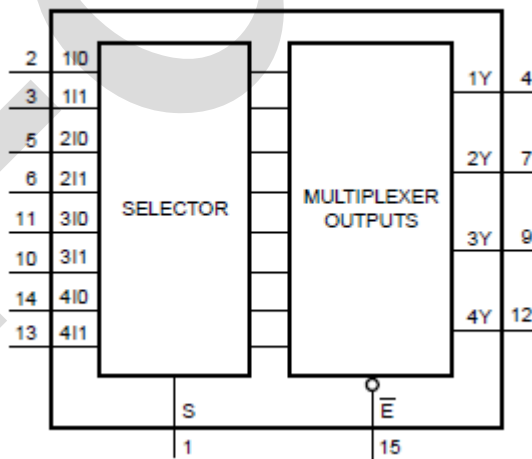 2 1I0
3 1I1
5 2I0
6 2I1
11 3I0
10 3I1
14 4I0
13 4I1
SELECTOR
MULTIPLEXER
OUTPUTS
1Y 4
2Y 7
3Y 9
4Y 12
S
1
E̅
15